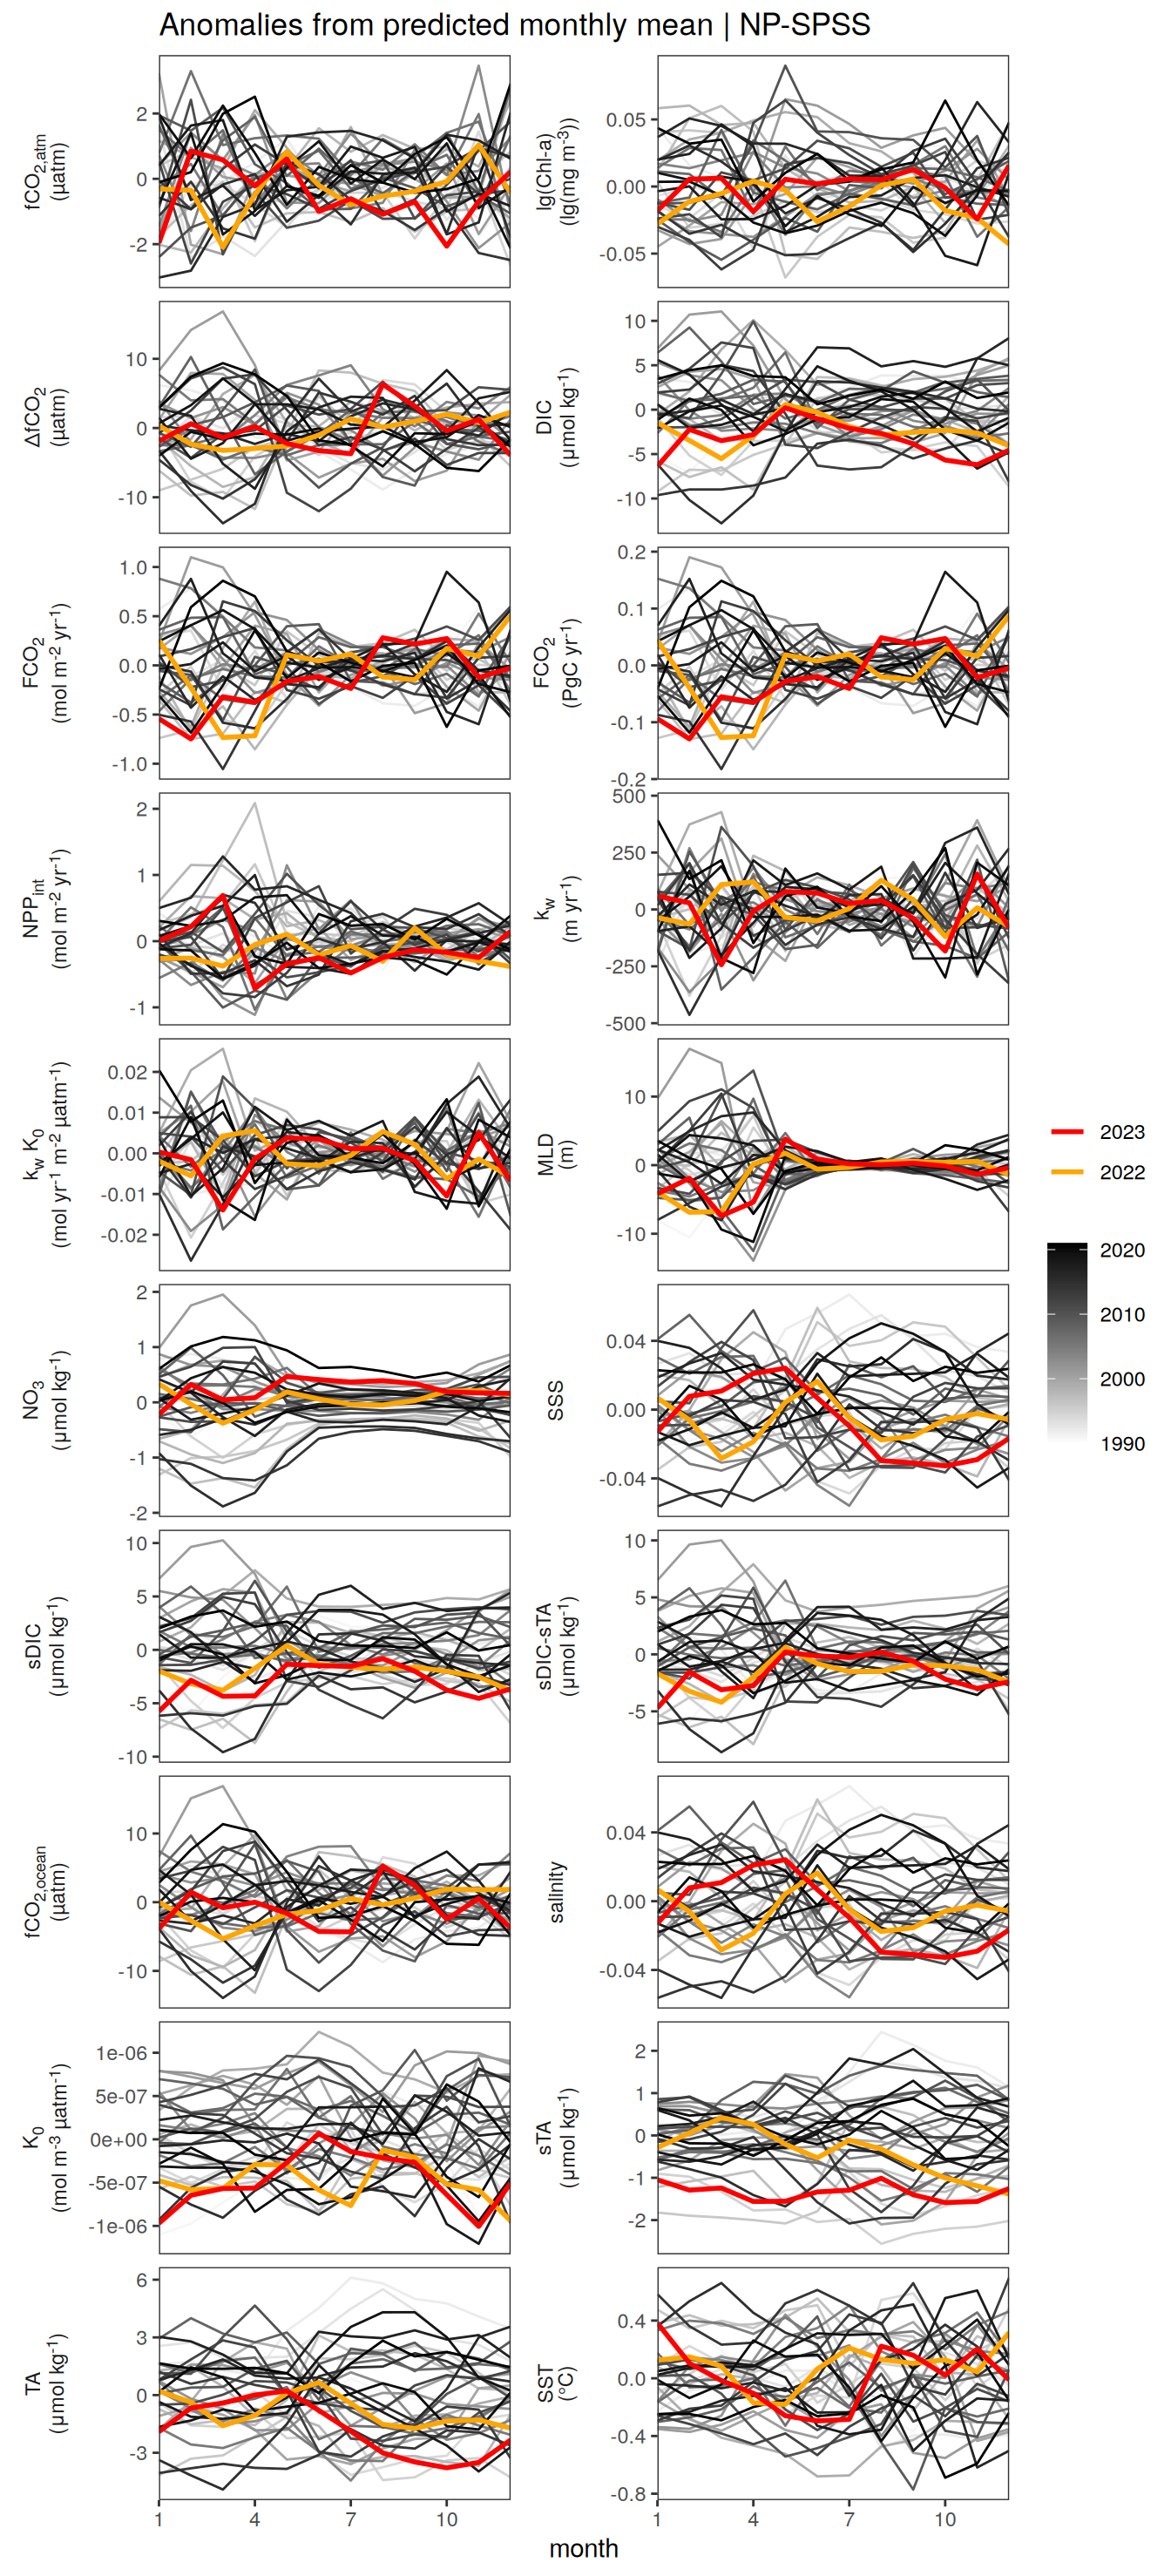 Anomalies from predicted monthly mean | NP-SPSS
fCO2,atm
(µatm)
2
0
-2
lg(Chl-a)
(lg(mg m-3))
0.05
0.00
-0.05
ΔfCO2
(µatm)
10
0
-10
DIC
(µmol kg-1)
10
5
0
-5
-10
FCO2
(mol m-2 yr-1)
1.0
0.5
0.0
-0.5
-1.0
FCO2
(PgC yr-1)
0.2
0.1
0.0
-0.1
-0.2
NPPint
(mol m-2 yr-1)
2
1
0
-1
kw
(m yr-1)
500
250
0
-250
-500
kw K0
(mol yr-1 m-2 µatm-1)
0.02
0.01
0.00
-0.01
-0.02
MLD
(m)
10
0
-10
NO3
(µmol kg-1)
2
1
0
-1
-2
SSS
0.04
0.00
-0.04
sDIC
(µmol kg-1)
10
5
0
-5
-10
sDIC-sTA
(µmol kg-1)
10
5
0
-5
fCO2,ocean
(µatm)
10
0
-10
salinity
0.04
0.00
-0.04
K0
(mol m-3 µatm-1)
1e-06
5e-07
0e+00
-5e-07
-1e-06
sTA
(µmol kg-1)
2
1
0
-1
-2
TA
(µmol kg-1)
6
3
0
-3
SST
(°C)
0.4
0.0
-0.4
-0.8
1
4
7
10
1
4
7
10
month
2023
2022
2020
2010
2000
1990